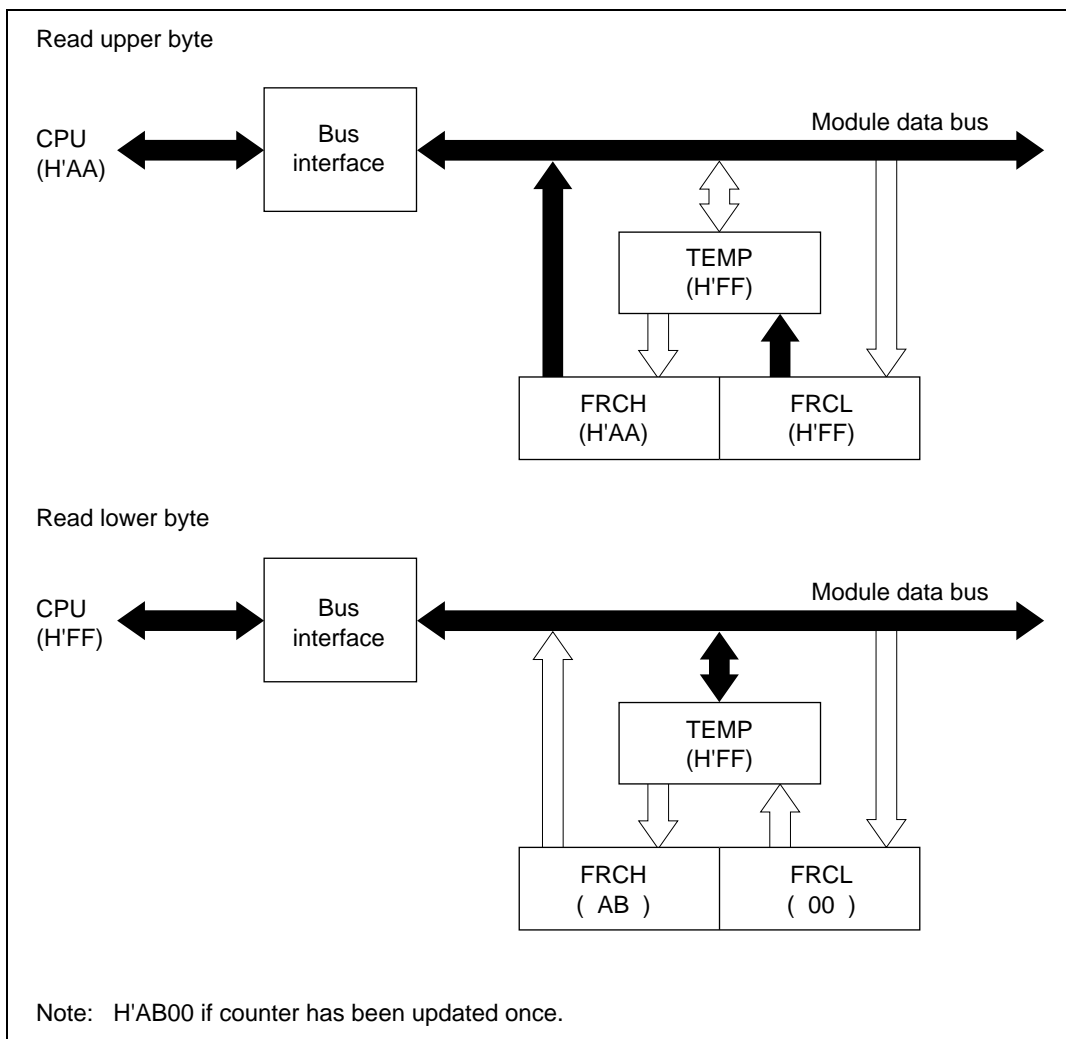 Read upper byte
Module data bus
CPU
(H'AA)
Bus
interface
TEMP
(H'FF)
FRCH
(H'AA)
FRCL
(H'FF)
Read lower byte
Module data bus
CPU
(H'FF)
Bus
interface
TEMP
(H'FF)
FRCH
( AB )
FRCL
( 00 )
Note: H'AB00 if counter has been updated once.